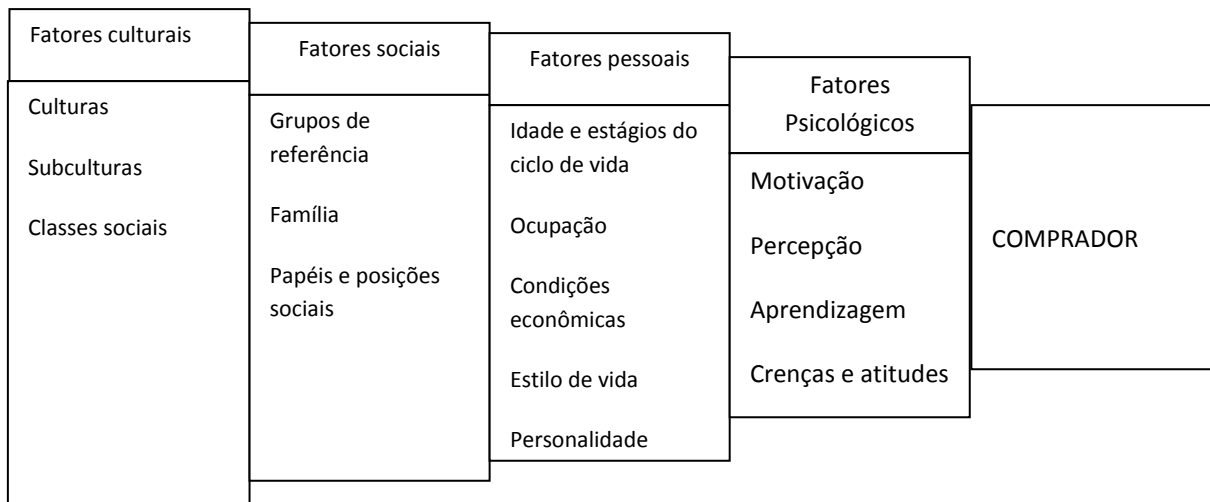 Fatores culturais
Culturas
Subculturas
Classes sociais
Fatores sociais
Grupos de
referência
Família
Papéis e posições
sociais
Fatores pessoais
Idade e estágios do
ciclo de vida
Ocupação
Condições
econômicas
Estilo de vida
Personalidade
Fatores
Psicológicos
Motivação
Percepção
Aprendizagem
Crenças e atitudes
COMPRADOR